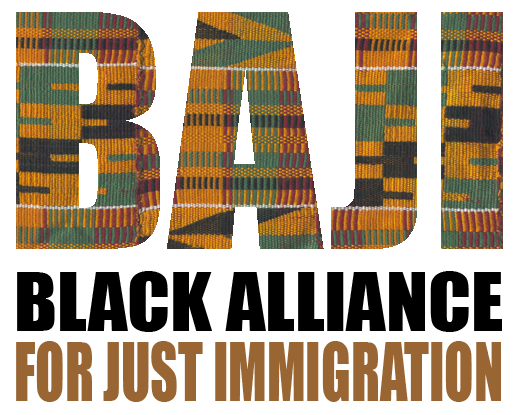 BAJI
BLACK ALLIANCE
FOR JUST IMMIGRATION